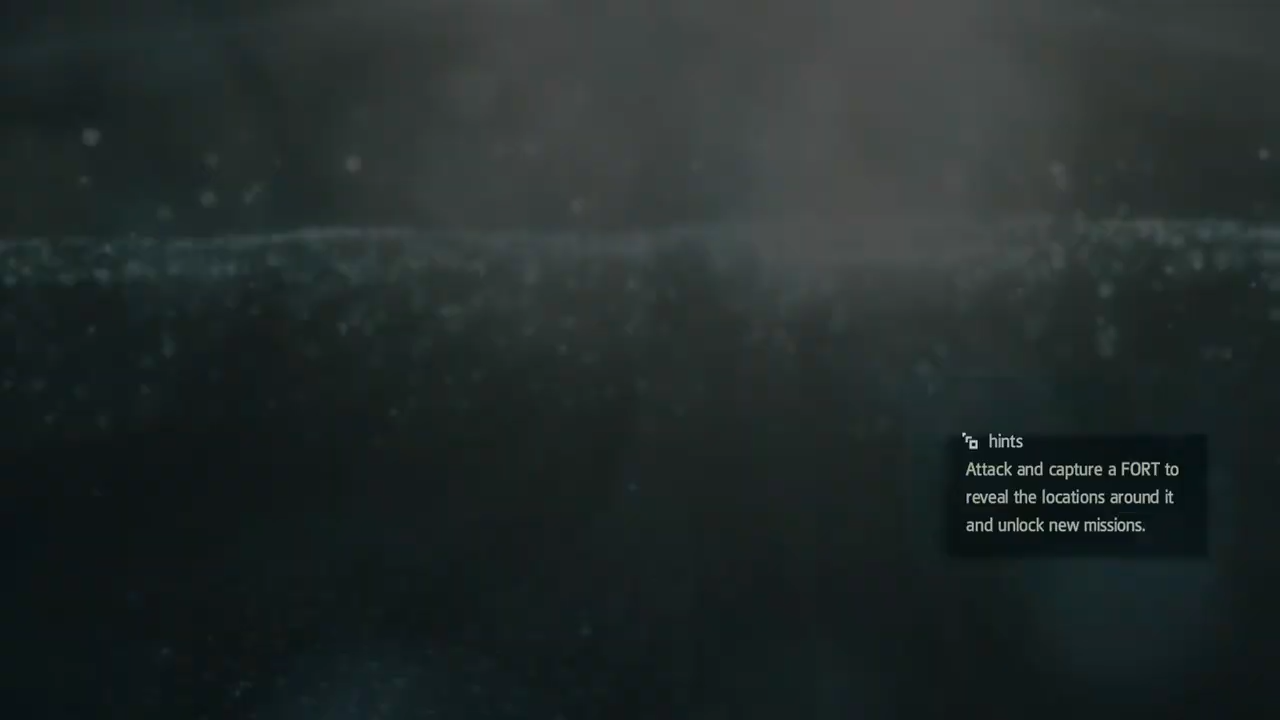 hints
Attack and capture a FORT to
reveal the locations around it
and unlock new missions.